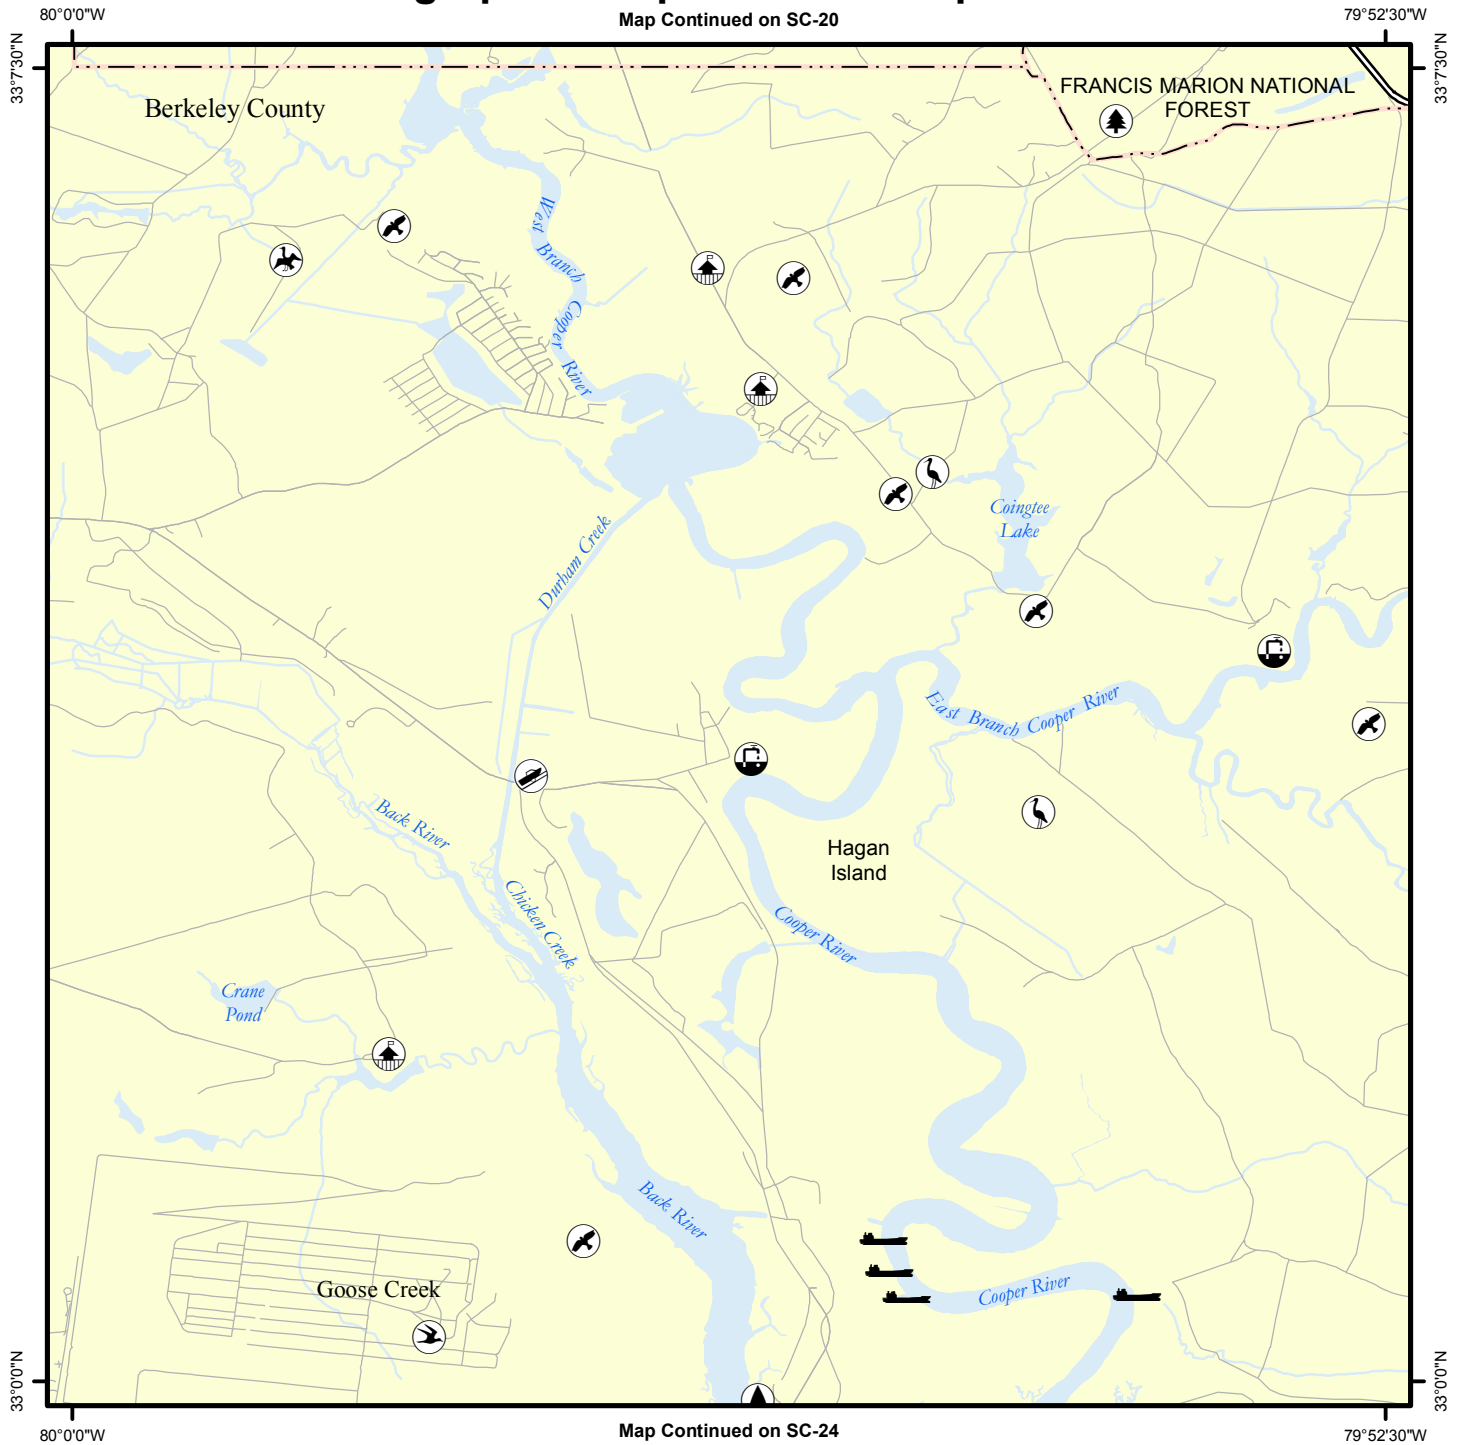 80°0'0"W
Map Continued on SC-20
79°52'30"W
33°7'30"N
33°7'30"N
Berkeley County
FRANCIS MARION NATIONAL
FOREST
West Branch Cooper River
Coingtee
Lake
Durham Creek
East Branch Cooper River
Back River
Hagan
Island
Chicken Creek
Cooper River
Crane
Pond
Back River
Goose Creek
Cooper River
33°0'0"N
33°0'0"N
80°0'0"W
Map Continued on SC-24
79°52'30"W